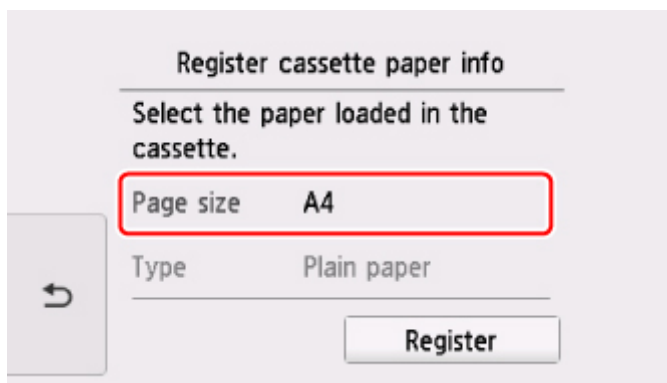 Register cassette paper info
Select the paper loaded in the
cassette.
Page size A4
Type Plain paper
Register